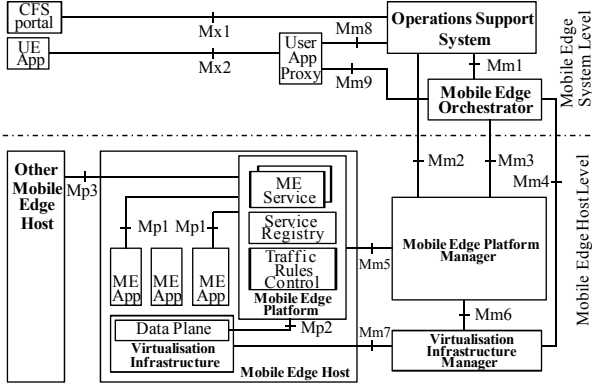 CFS
portal
Mx1
UE
App
Mx2
User
App
Proxy
Mm8
Mm9
Operations Support
System
Mm1
Mobile Edge
Orchestrator
Mobile Edge
System Level
Mm2
Mm3
Mm4
Other
Mobile
Edge
Host
Mp3
ME
Service
Mp1
Mp1
Service
Registry
Traffic
Rules
Control
Mobile Edge
Platform
ME
App
ME
App
ME
App
Mp2
Data Plane
Virtualisation
Infrastructure
Mobile Edge Host
Mm5
Mobile Edge Platform
Manager
Mm6
Mm7
Virtualisation
Infrastructure
Manager
Mobile Edge Host Level